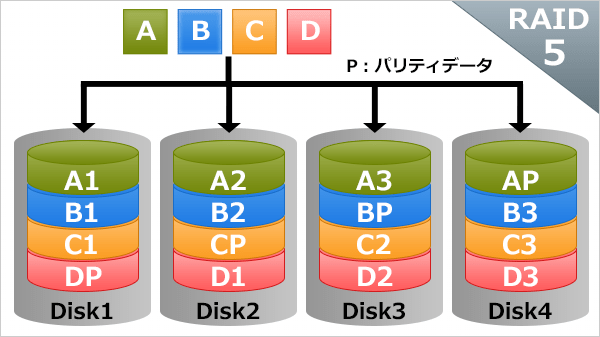 A B C D
RAID
5
P：パリティデータ
A1 A2 A3 AP
B1 B2 BP B3
C1 CP C2 C3
DP D1 D2 D3
Disk1 Disk2 Disk3 Disk4